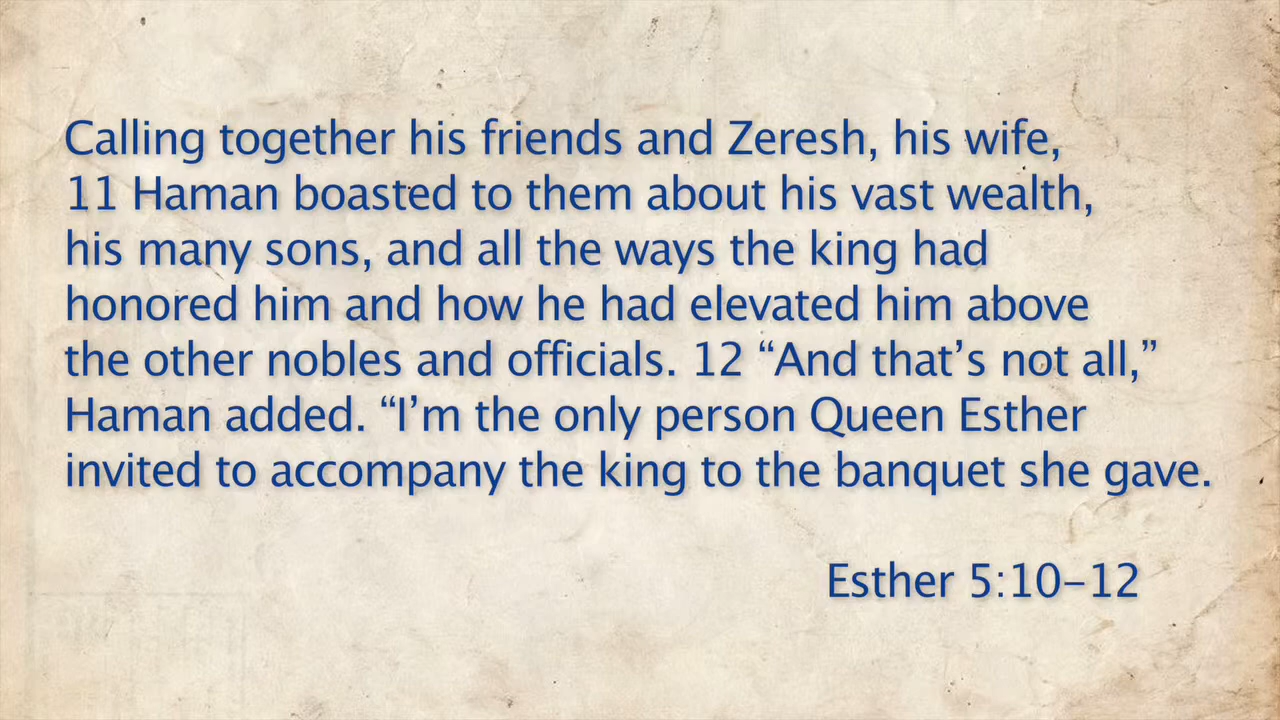 Calling together his friends and Zeresh, his wife,
11 Haman boasted to them about his vast wealth,
his many sons, and all the ways the king had
honored him and how he had elevated him above
the other nobles and officials. 12 “And that’s not all,”
Haman added. “I’m the only person Queen Esther
invited to accompany the king to the banquet she gave.
Esther 5:10–12